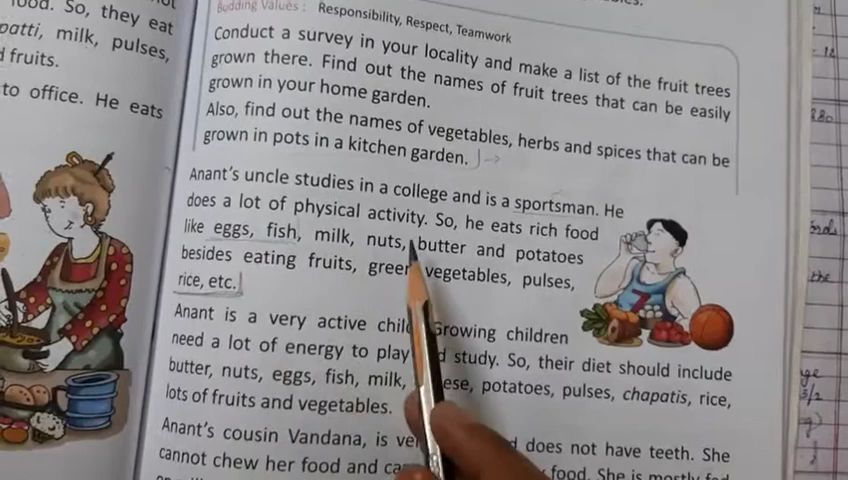 food. So, they eat
patti, milk, pulses,
fruits.
to office. He eats
Budding Values : Responsibility, Respect, Teamwork
Conduct a survey in your locality and make a list of the fruit trees
grown there. Find out the names of fruit trees that can be easily
grown in your home garden.
Also, find out the names of vegetables, herbs and spices that can be
grown in pots in a kitchen garden.
Anant's uncle studies in a college and is a sportsman. He
does a lot of physical activity. So, he eats rich food
like eggs, fish, milk, nuts, butter and potatoes
besides eating fruits, green vegetables, pulses,
rice, etc.
7
Anant is a very active child. Growing children
need a lot of energy to play study. So, their diet should include
butter, nuts, eggs, fish, milk, potatoes, pulses, chapatis, rice,
lots of fruits and vegetables.
Anant's cousin Vandana, is does not have teeth. She
cannot chew her food and food. She is mostly fed
the